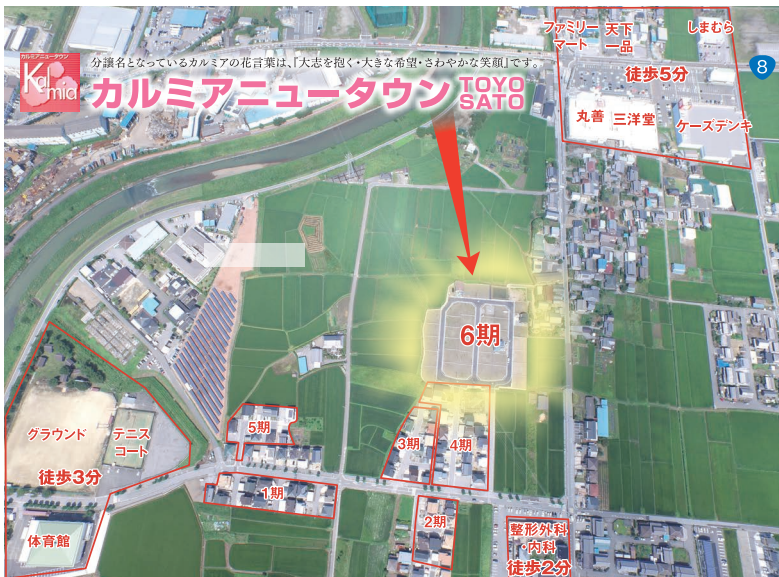 カルミアニュータウン
Kalmia
分譲名となっているカルミアの花言葉は、『大志を抱く・大きな希望・さわやかな笑顔』です。
カルミアニュータウン TOYO SATO
ファミリー
マート
天下
一品
しまむら
徒歩5分
8
丸善
三洋堂
ケーズデンキ
6期
グラウンド
テニス
コート
徒歩3分
体育館
5期
3期
4期
1期
2期
整形外科
・内科
徒歩2分